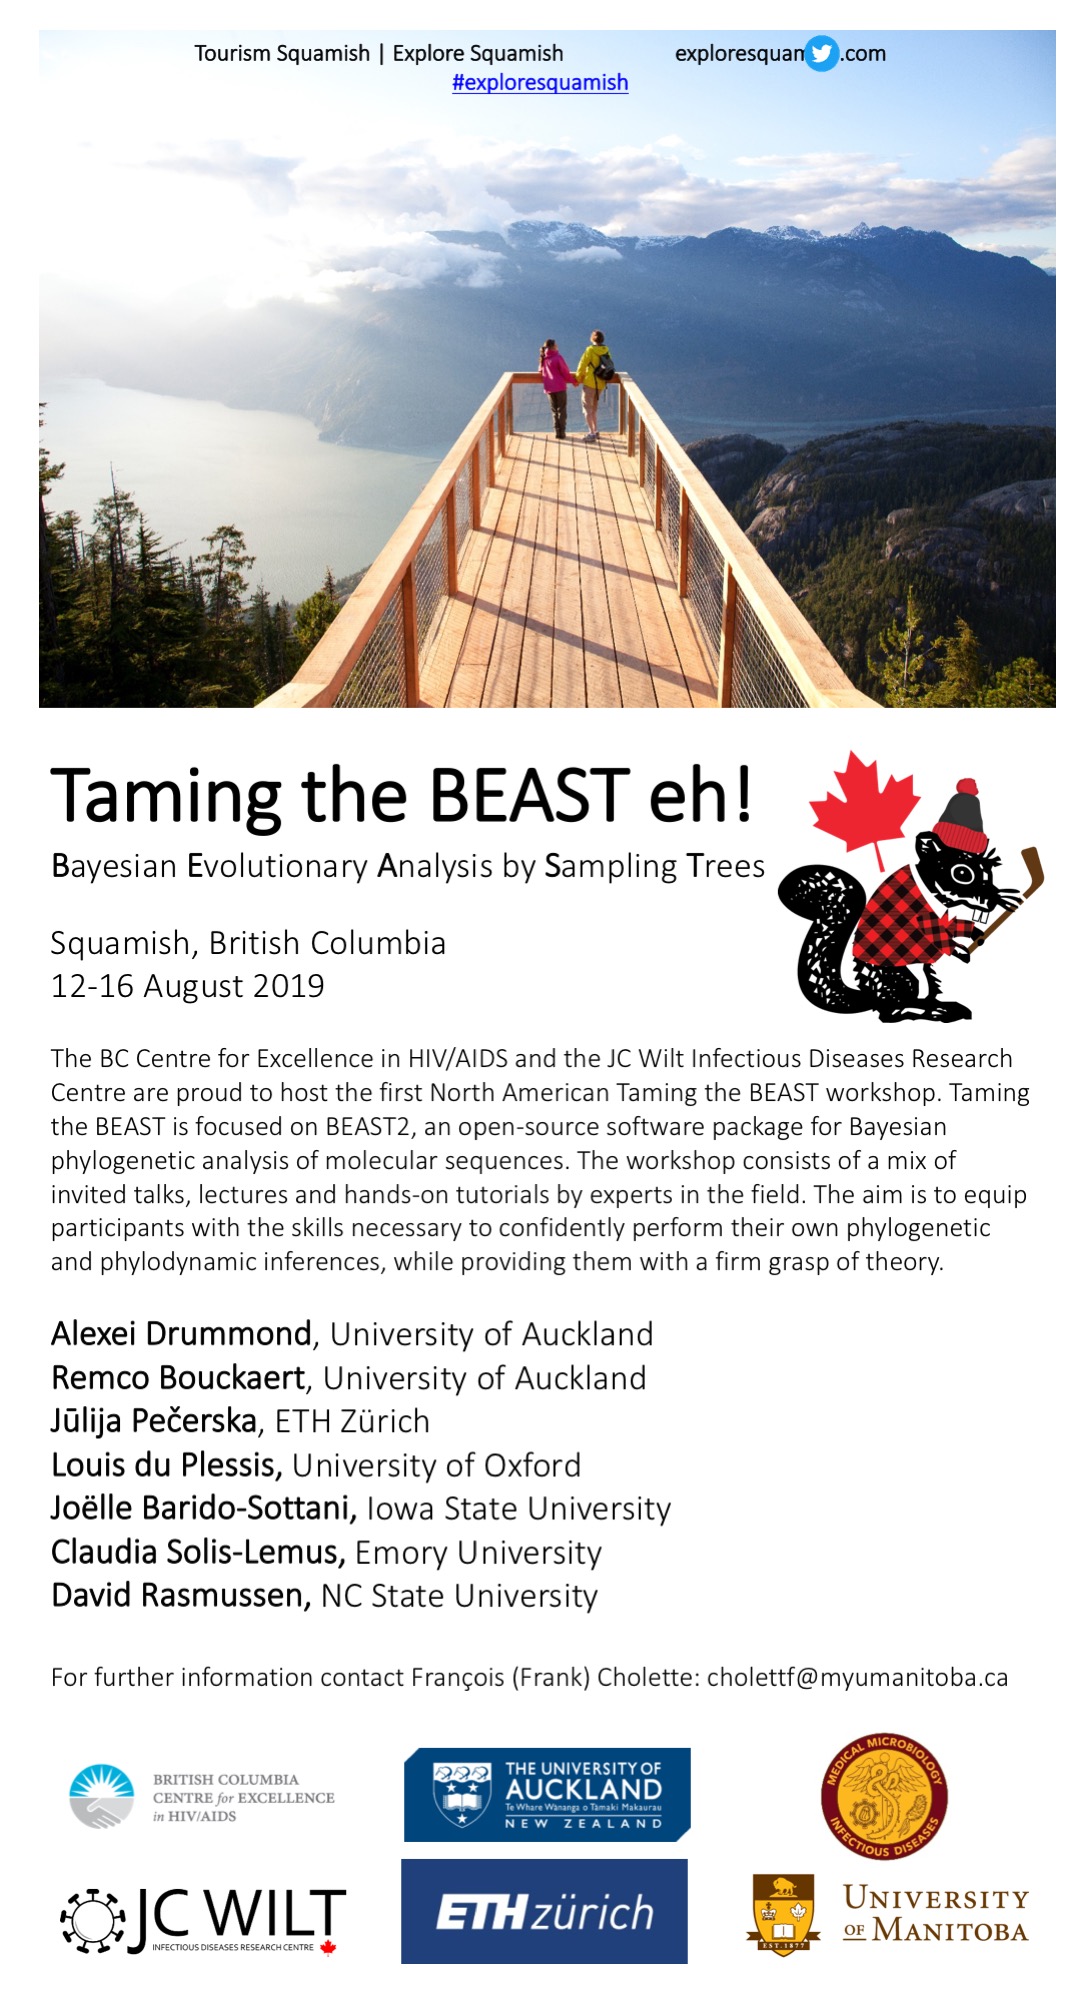 Tourism Squamish | Explore Squamish exploresquam .com
#exploresquamish
Taming the BEAST eh!
Bayesian Evolutionary Analysis by Sampling Trees
Squamish, British Columbia
12-16 August 2019
The BC Centre for Excellence in HIV/AIDS and the JC Wilt Infectious Diseases Research
Centre are proud to host the first North American Taming the BEAST workshop. Taming
the BEAST is focused on BEAST2, an open-source software package for Bayesian
phylogenetic analysis of molecular sequences. The workshop consists of a mix of
invited talks, lectures and hands-on tutorials by experts in the field. The aim is to equip
participants with the skills necessary to confidently perform their own phylogenetic
and phylodynamic inferences, while providing them with a firm grasp of theory.
Alexei Drummond, University of Auckland
Remco Bouckaert, University of Auckland
Jūlija Pečerska, ETH Zürich
Louis du Plessis, University of Oxford
Joëlle Barido-Sottani, Iowa State University
Claudia Solis-Lemus, Emory University
David Rasmussen, NC State University
For further information contact François (Frank) Cholette: cholettf@myumanitoba.ca
BRITISH COLUMBIA
CENTRE for EXCELLENCE
in HIV/AIDS
THE UNIVERSITY OF
AUCKLAND
Te Whare Wananga o Tamaki Makaurau
NEW ZEALAND
MEDICAL MICROBIOLOGY
INFECTIOUS DISEASES
JC WILT
INFECTIOUS DISEASES RESEARCH CENTRE
ETH zürich
EST. 1877
UNIVERSITY
OF MANITOBA